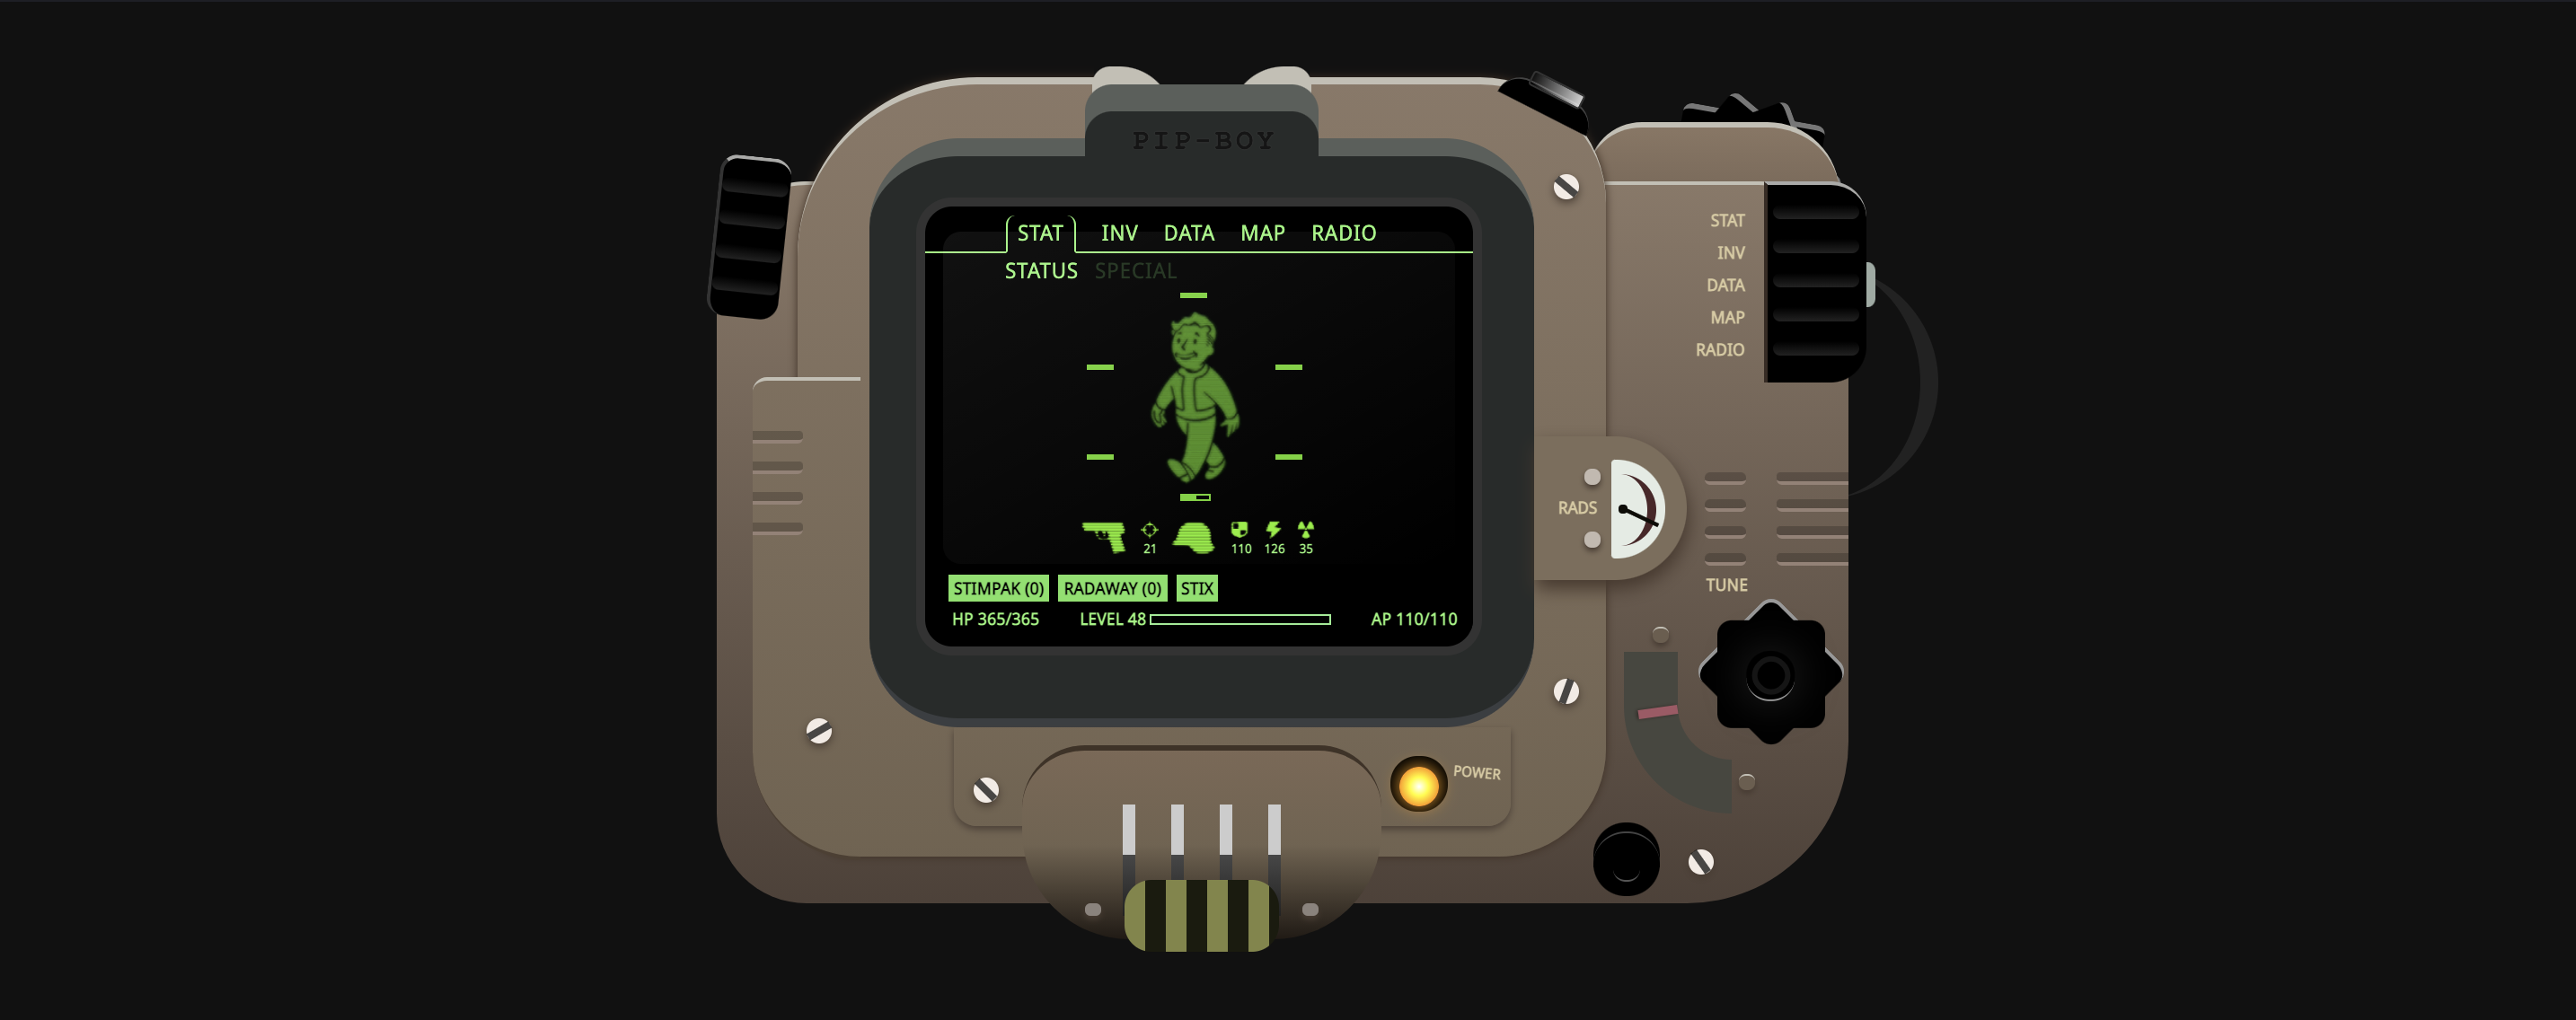 PIP-BOY
STAT INV DATA MAP RADIO
STATUS SPECIAL
21 110 126 35
STIMPAK (0) RADAWAY (0) STIX
HP 365/365 LEVEL 48 AP 110/110
STAT
INV
DATA
MAP
RADIO
RADS
TUNE
POWER